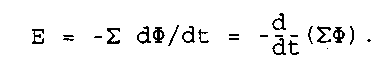 E = -Σ dΦ/dt = -d/dt (ΣΦ).